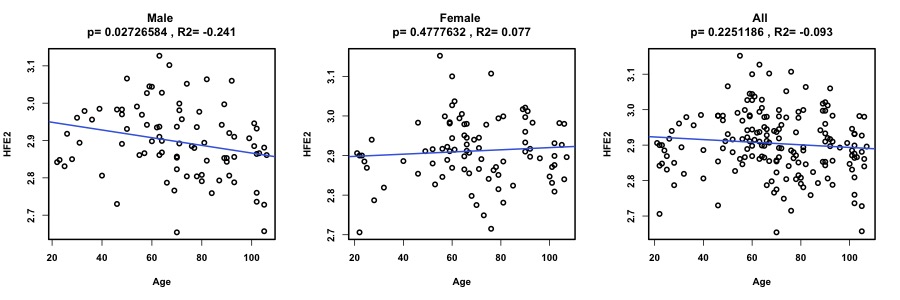 Male
p= 0.02726584 , R2= -0.241
HFE2
3.1
3.0
2.9
2.8
2.7
20 40 60 80 100
Age
Female
p= 0.4777632 , R2= 0.077
HFE2
3.1
3.0
2.9
2.8
2.7
20 40 60 80 100
Age
All
p= 0.2251186 , R2= -0.093
HFE2
3.1
3.0
2.9
2.8
2.7
20 40 60 80 100
Age